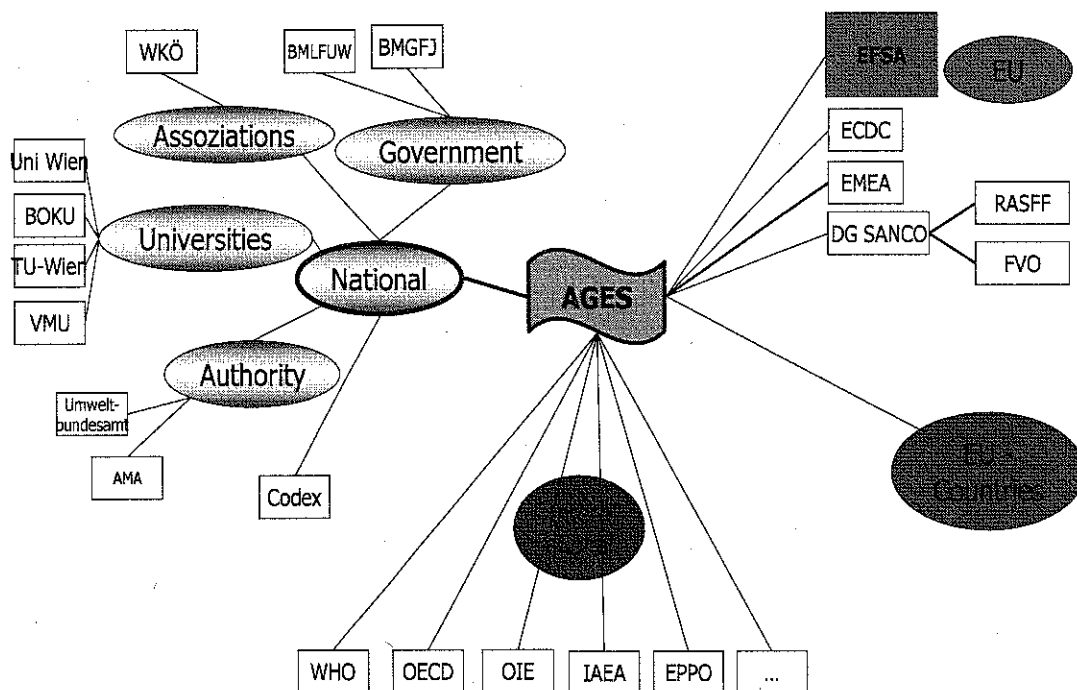 WKÖ
BMLFUW
BMGFJ
EFSA
EU
Assoziations
Government
ECDC
Uni Wien
EMEA
BOKU
Universities
RASFF
DG SANCO
TU-Wien
National
AGES
FVO
VMU
Authority
Umwelt-
bundesamt
AMA
Codex
EU -
Countries
WHO
OECD
OIE
IAEA
EPPO
...